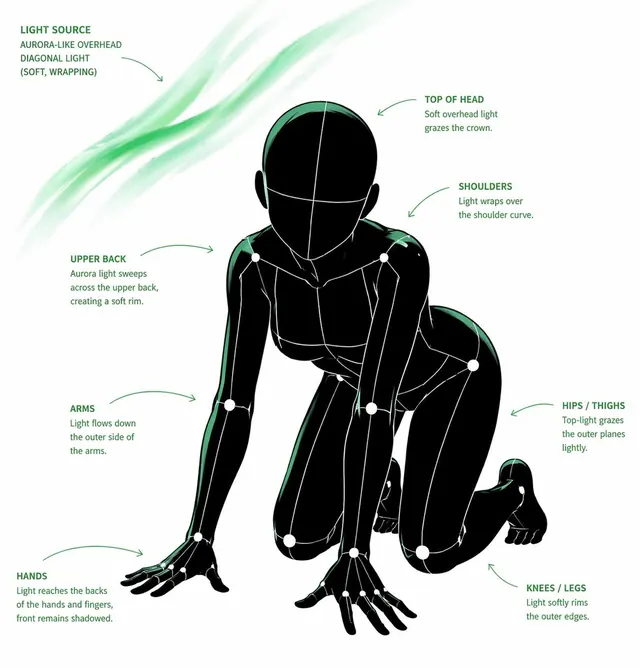 LIGHT SOURCE
AURORA-LIKE OVERHEAD
DIAGONAL LIGHT
(SOFT, WRAPPING)
TOP OF HEAD
Soft overhead light
grazes the crown.
SHOULDERS
Light wraps over
the shoulder curve.
UPPER BACK
Aurora light sweeps
across the upper back,
creating a soft rim.
ARMS
Light flows down
the outer side of
the arms.
HIPS / THIGHS
Top-light grazes
the outer planes
lightly.
HANDS
Light reaches the backs
of the hands and fingers,
front remains shadowed.
KNEES / LEGS
Light softly rims
the outer edges.